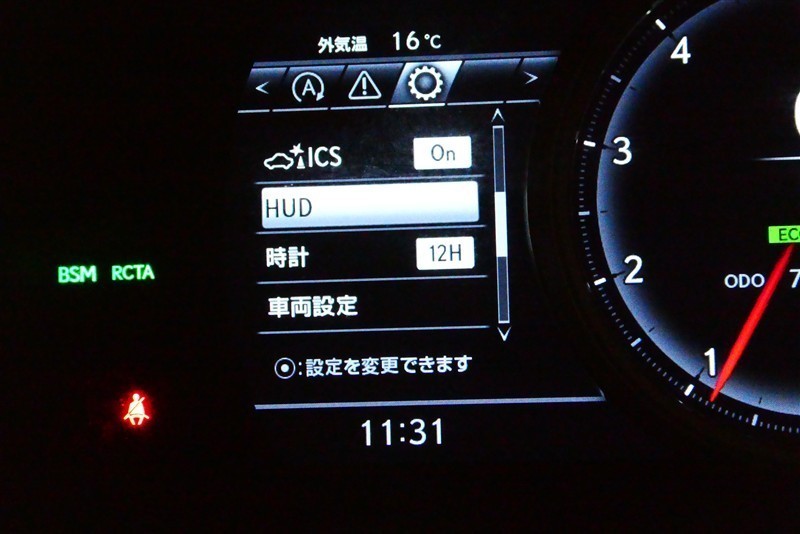 外気温 16℃
< A >
ICS On
HUD
時計 12H
車両設定
⦿:設定を変更できます
11:31
BSM RCTA
4
3
2
1
ECO
ODO 7